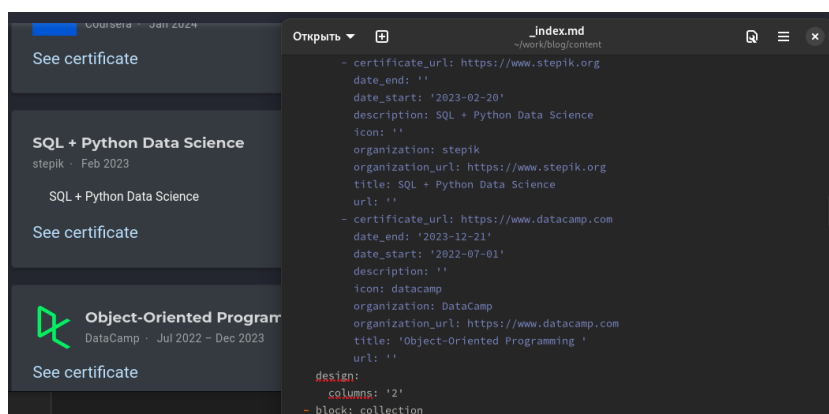 Coursera · Jan 2024
See certificate
SQL + Python Data Science
stepik · Feb 2023
SQL + Python Data Science
See certificate
Object-Oriented Program
DataCamp · Jul 2022 – Dec 2023
See certificate
Открыть
_index.md
~/work/blog/content
- certificate_url: https://www.stepik.org
date_end: ''
date_start: '2023-02-20'
description: SQL + Python Data Science
icon: ''
organization: stepik
organization_url: https://www.stepik.org
title: SQL + Python Data Science
url: ''
- certificate_url: https://www.datacamp.com
date_end: '2023-12-21'
date_start: '2022-07-01'
description: ''
icon: datacamp
organization: DataCamp
organization_url: https://www.datacamp.com
title: 'Object-Oriented Programming '
url: ''
design:
columns: '2'
- block: collection